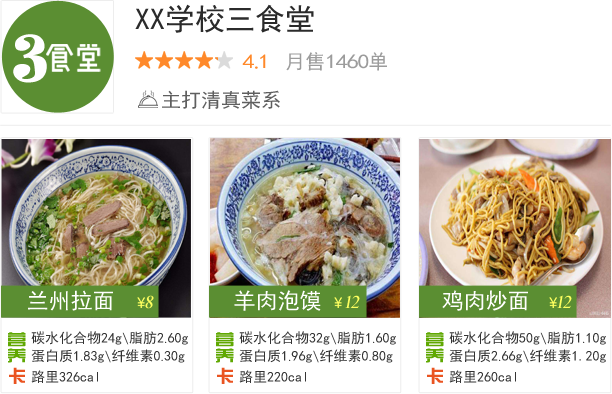 3食堂
XX学校三食堂
4.1 月售1460单
主打清真菜系
兰州拉面 ¥8
羊肉泡馍 ¥12
鸡肉炒面 ¥12
营养 碳水化合物24g\脂肪2.60g
蛋白质1.83g\纤维素0.30g
卡 路里326cal
营养 碳水化合物32g\脂肪1.60g
蛋白质1.96g\纤维素0.80g
卡 路里220cal
营养 碳水化合物50g\脂肪1.10g
蛋白质2.66g\纤维素1.20g
卡 路里260cal